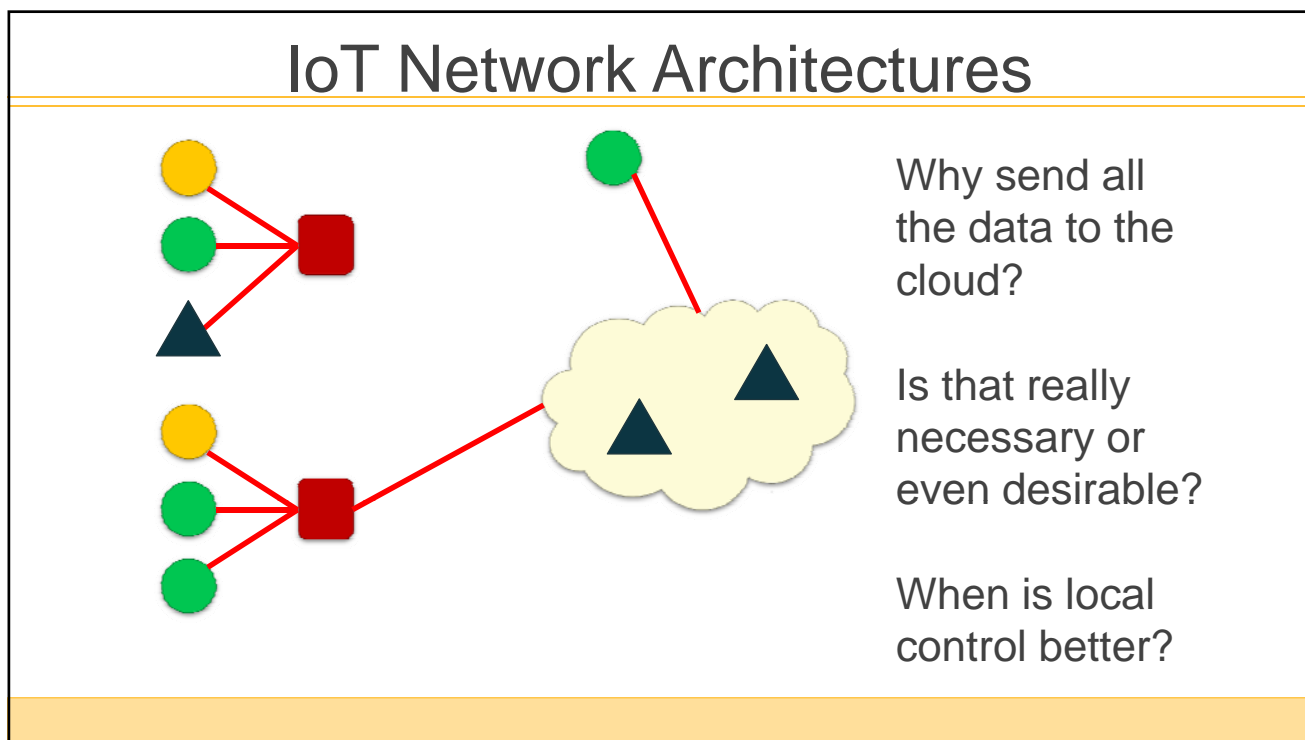 IoT Network Architectures
Why send all
the data to the
cloud?
Is that really
necessary or
even desirable?
When is local
control better?